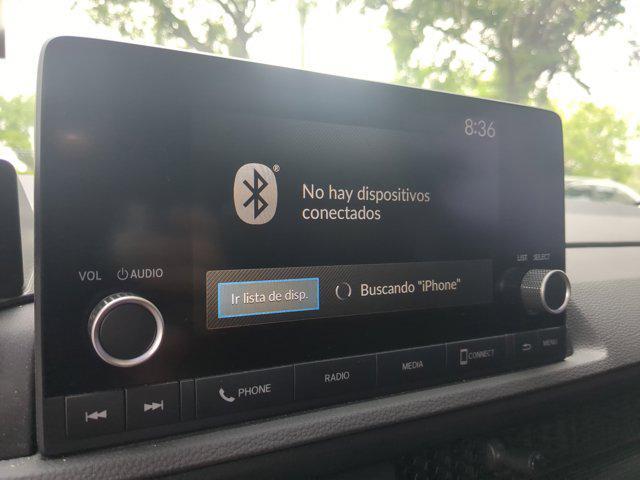 8:36
®
No hay dispositivos
conectados
VOL AUDIO
LIST SELECT
Ir lista de disp.
Buscando "iPhone"
PHONE
RADIO
MEDIA
CONNECT
MENU